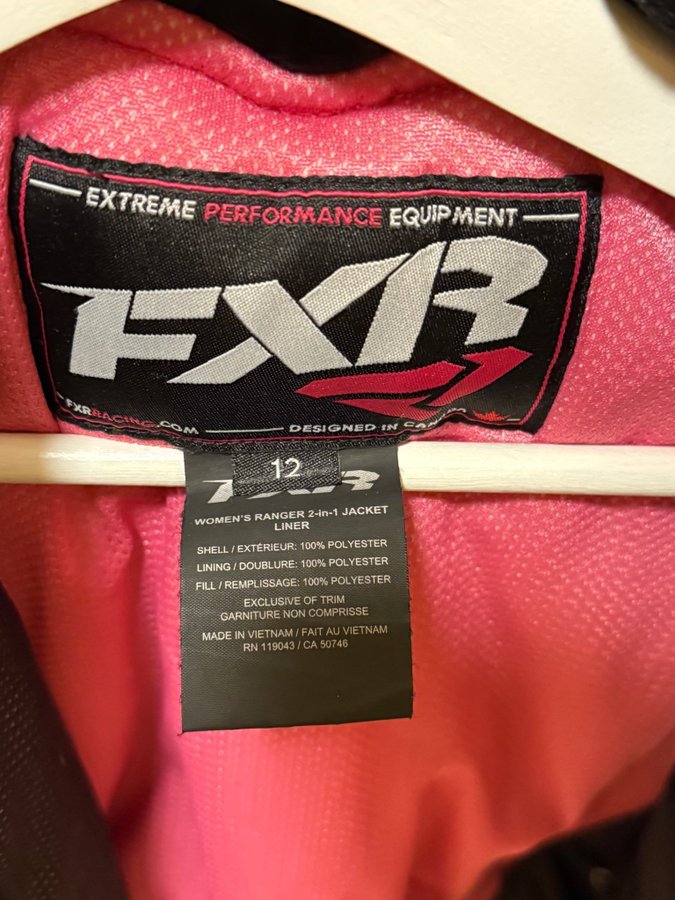 EXTREME PERFORMANCE EQUIPMENT
FXR
FXRRACING.COM
DESIGNED IN CANADA
12
FXR
WOMEN'S RANGER 2-in-1 JACKET
LINER
SHELL / EXTÉRIEUR: 100% POLYESTER
LINING / DOUBLURE: 100% POLYESTER
FILL / REMPLISSAGE: 100% POLYESTER
EXCLUSIVE OF TRIM
GARNITURE NON COMPRISE
MADE IN VIETNAM / FAIT AU VIETNAM
RN 119043 / CA 50746